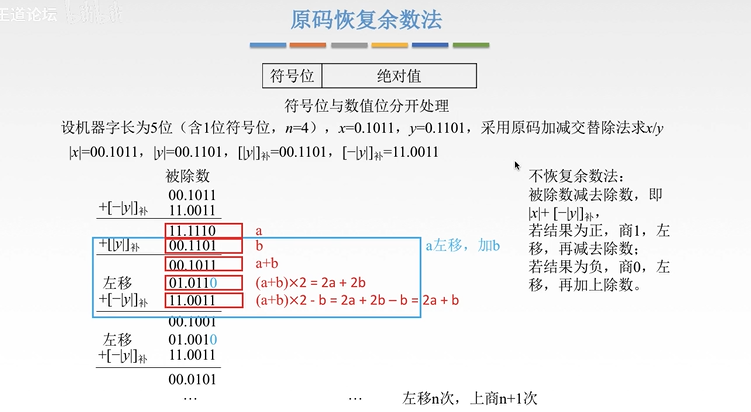 王道论坛
原码恢复余数法
符号位 绝对值
符号位与数值位分开处理
设机器字长为5位（含1位符号位，n=4），x=0.1011，y=0.1101，采用原码加减交替除法求x/y
|x|=00.1011，|y|=00.1101，[|y|]补=00.1101，[−|y|]补=11.0011
被除数
00.1011
+[−|y|]补 11.0011
11.1110 a
+[|y|]补 00.1101 b
00.1011 a+b
左移 01.0110 (a+b)×2 = 2a + 2b
+[−|y|]补 11.0011 (a+b)×2 - b = 2a + 2b – b = 2a + b
00.1001
左移 01.0010
+[−|y|]补 11.0011
00.0101
… … 左移n次，上商n+1次
a左移，加b
不恢复余数法：
被除数减去除数，即
|x|+ [−|y|]补，
若结果为正，商1，左
移，再减去除数；
若结果为负，商0，左
移，再加上除数。